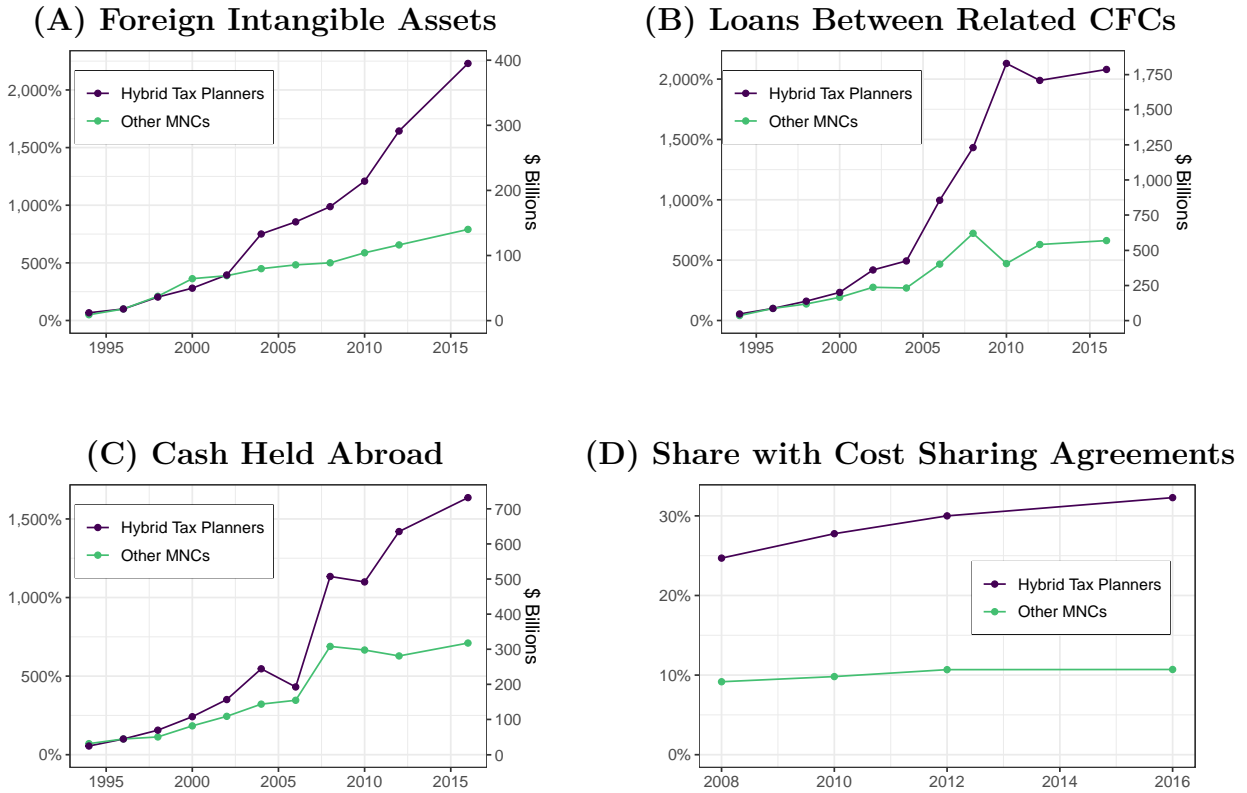 (A) Foreign Intangible Assets
Hybrid Tax Planners
Other MNCs
2,000%
1,500%
1,000%
500%
0%
400
300
200
100
0
$ Billions
1995 2000 2005 2010 2015
(B) Loans Between Related CFCs
Hybrid Tax Planners
Other MNCs
2,000%
1,500%
1,000%
500%
0%
1,750
1,500
1,250
1,000
750
500
250
0
$ Billions
1995 2000 2005 2010 2015
(C) Cash Held Abroad
Hybrid Tax Planners
Other MNCs
1,500%
1,000%
500%
0%
700
600
500
400
300
200
100
0
$ Billions
1995 2000 2005 2010 2015
(D) Share with Cost Sharing Agreements
30%
20%
10%
0%
Hybrid Tax Planners
Other MNCs
2008 2010 2012 2014 2016